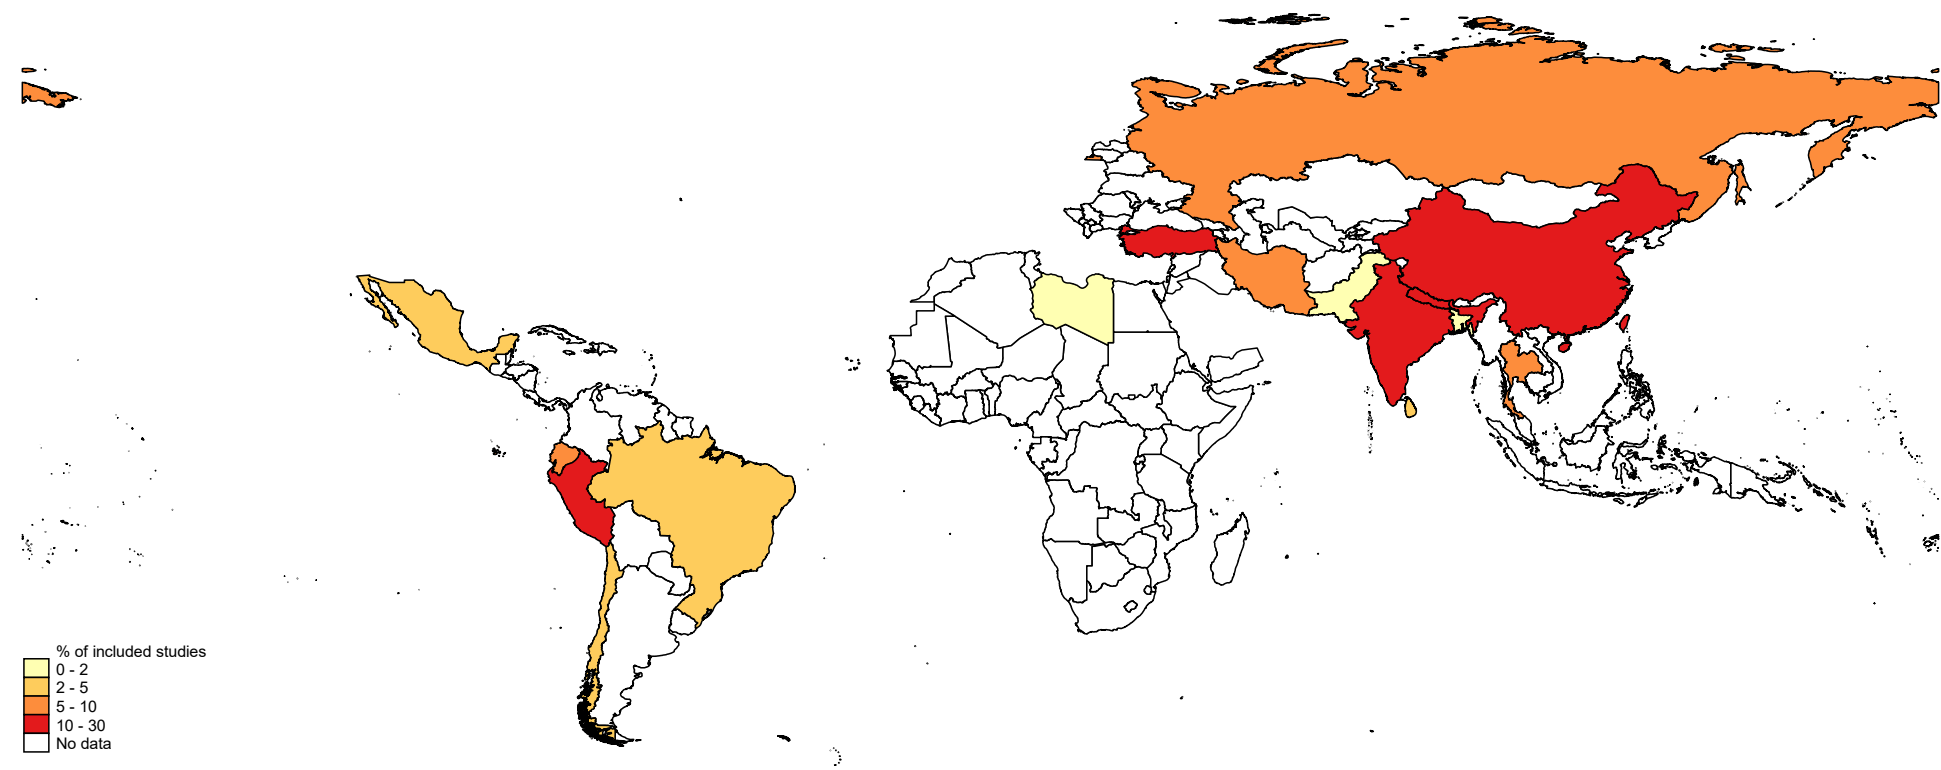 % of included studies
0 - 2
2 - 5
5 - 10
10 - 30
No data